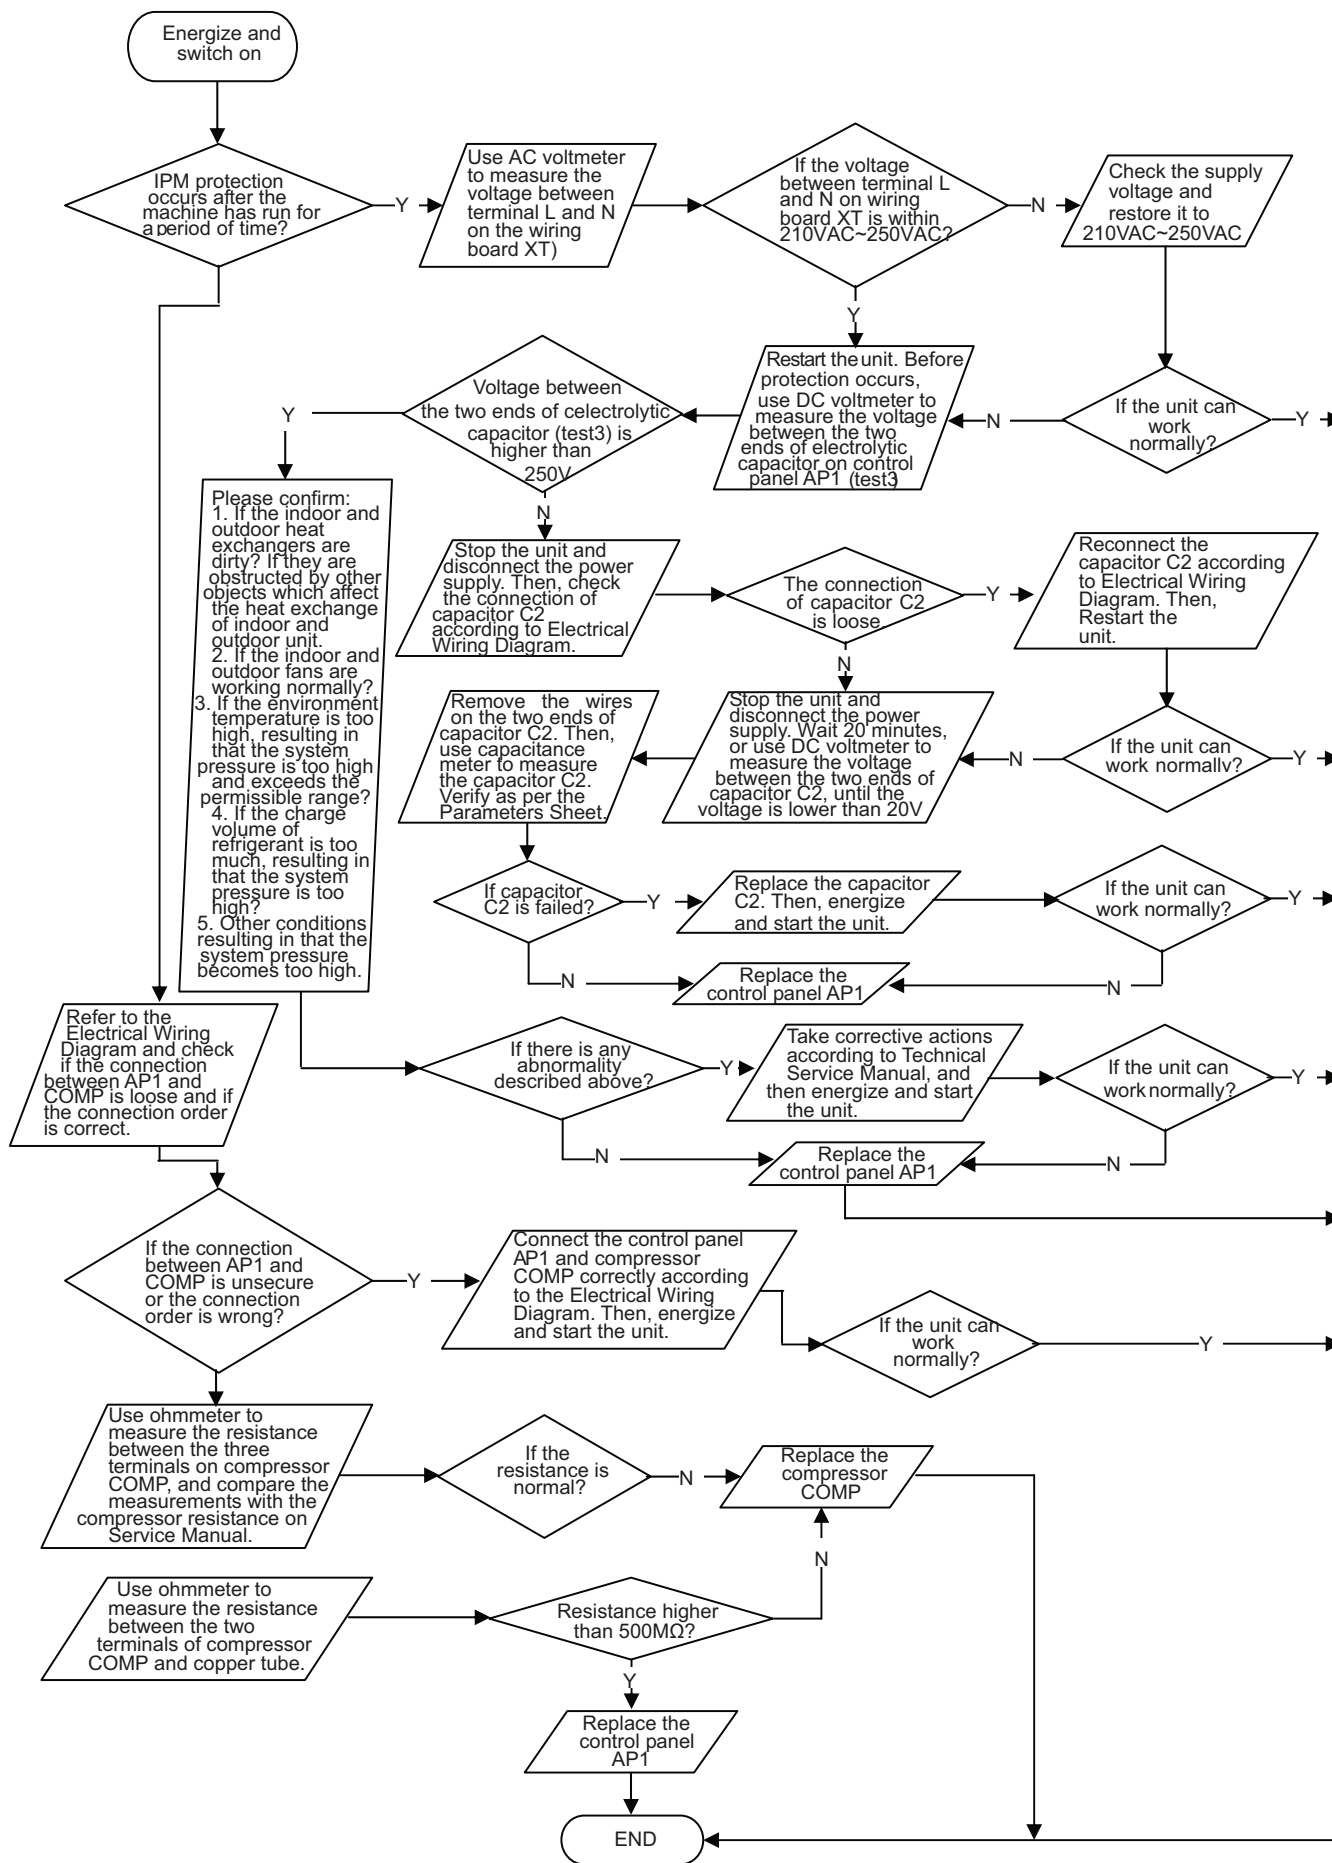 Energize and
switch on
IPM protection
occurs after the
machine has run for
a period of time?
Y
Use AC voltmeter
to measure the
voltage between
terminal L and N
on the wiring
board XT)
If the voltage
between terminal L
and N on wiring
board XT is within
210VAC~250VAC?
N
Check the supply
voltage and
restore it to
210VAC~250VAC
Y
Restart the unit. Before
protection occurs,
use DC voltmeter to
measure the voltage
between the two
ends of electrolytic
capacitor on control
panel AP1 (test3
N
If the unit can
work
normally?
Y
Voltage between
the two ends of celectrolytic
capacitor (test3) is
higher than
250V
Y
N
Please confirm:
1. If the indoor and
outdoor heat
exchangers are
dirty? If they are
obstructed by other
objects which affect
the heat exchange
of indoor and
outdoor unit.
2. If the indoor and
outdoor fans are
working normally?
3. If the environment
temperature is too
high, resulting in
that the system
pressure is too high
and exceeds the
permissible range?
4. If the charge
volume of
refrigerant is too
much, resulting in
that the system
pressure is too
high?
5. Other conditions
resulting in that the
system pressure
becomes too high.
Stop the unit and
disconnect the power
supply. Then, check
the connection of
capacitor C2
according to Electrical
Wiring Diagram.
The connection
of capacitor C2
is loose
Y
Reconnect the
capacitor C2 according
to Electrical Wiring
Diagram. Then,
Restart the
unit.
N
Remove the wires
on the two ends of
capacitor C2. Then,
use capacitance
meter to measure
the capacitor C2.
Verify as per the
Parameters Sheet.
Stop the unit and
disconnect the power
supply. Wait 20 minutes,
or use DC voltmeter to
measure the voltage
between the two ends of
capacitor C2, until the
voltage is lower than 20V
N
If the unit can
work normally?
Y
If capacitor
C2 is failed?
Y
Replace the capacitor
C2. Then, energize
and start the unit.
If the unit can
work normally?
Y
N
Replace the
control panel AP1
N
Refer to the
Electrical Wiring
Diagram and check
if the connection
between AP1 and
COMP is loose and if
the connection order
is correct.
If there is any
abnormality
described above?
Y
Take corrective actions
according to Technical
Service Manual, and
then energize and start
the unit.
If the unit can
work normally?
Y
N
Replace the
control panel AP1
N
If the connection
between AP1 and
COMP is unsecure
or the connection
order is wrong?
Y
Connect the control panel
AP1 and compressor
COMP correctly according
to the Electrical Wiring
Diagram. Then, energize
and start the unit.
If the unit can
work
normally?
Y
Use ohmmeter to
measure the resistance
between the three
terminals on compressor
COMP, and compare the
measurements with the
compressor resistance on
Service Manual.
If the
resistance is
normal?
N
Replace the
compressor
COMP
N
Use ohmmeter to
measure the resistance
between the two
terminals of compressor
COMP and copper tube.
Resistance higher
than 500MΩ?
Y
Replace the
control panel
AP1
END